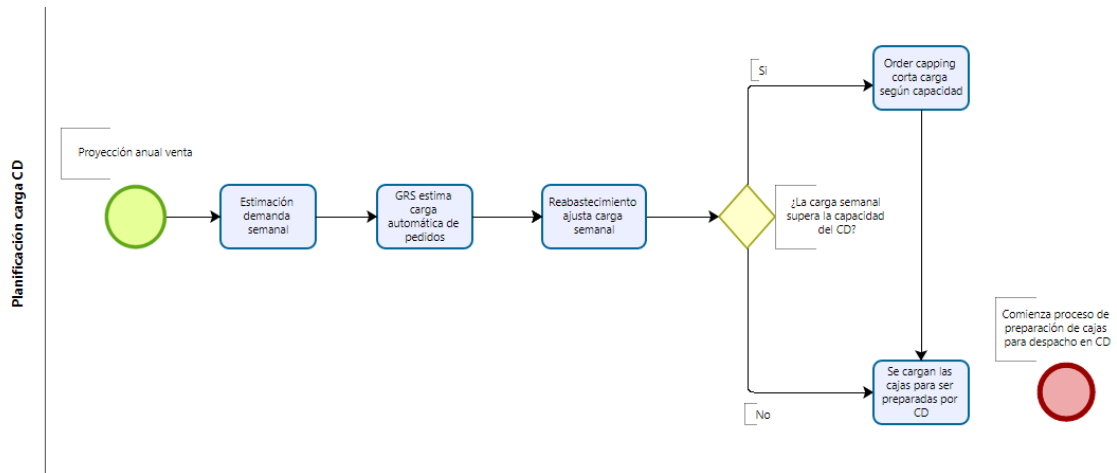 Planificación carga CD
Proyección anual venta
Estimación
demanda
semanal
GRS estima
carga
automática de
pedidos
Reabastecimiento
ajusta carga
semanal
¿La carga semanal
supera la capacidad
del CD?
Si
Order capping
corta carga
según capacidad
No
Se cargan las
cajas para ser
preparadas por
CD
Comienza proceso de
preparación de cajas
para despacho en CD